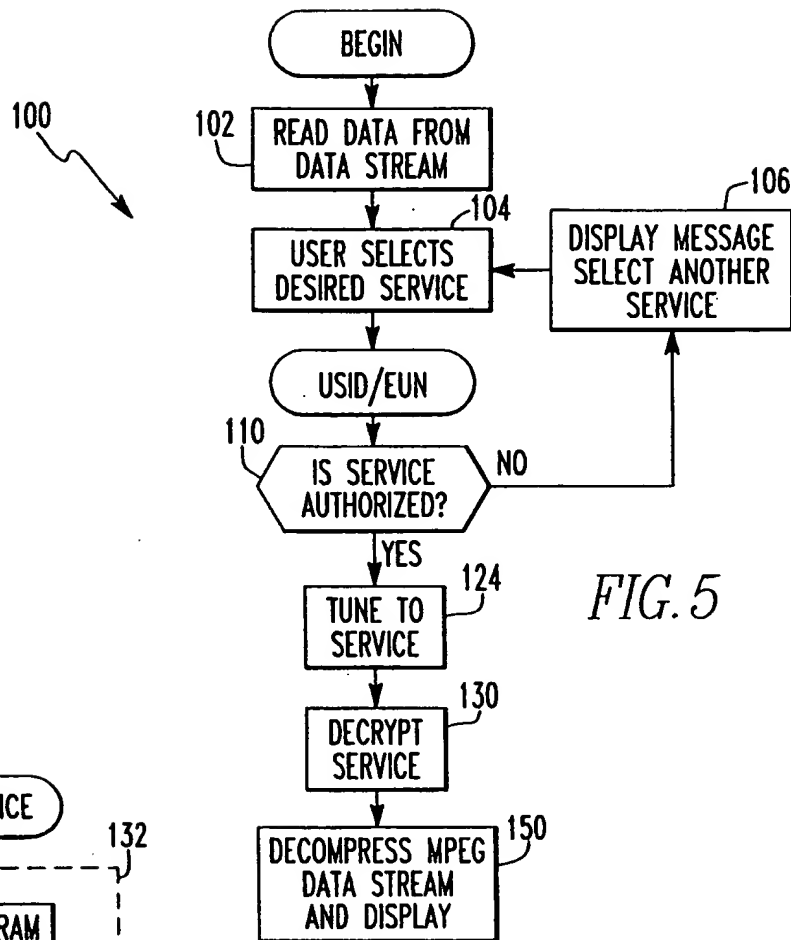 BEGIN
100
102
READ DATA FROM
DATA STREAM
104
USER SELECTS
DESIRED SERVICE
106
DISPLAY MESSAGE
SELECT ANOTHER
SERVICE
USID/EUN
110
IS SERVICE
AUTHORIZED?
NO
YES
124
TUNE TO
SERVICE
FIG. 5
130
DECRYPT
SERVICE
132
150
DECOMPRESS MPEG
DATA STREAM
AND DISPLAY